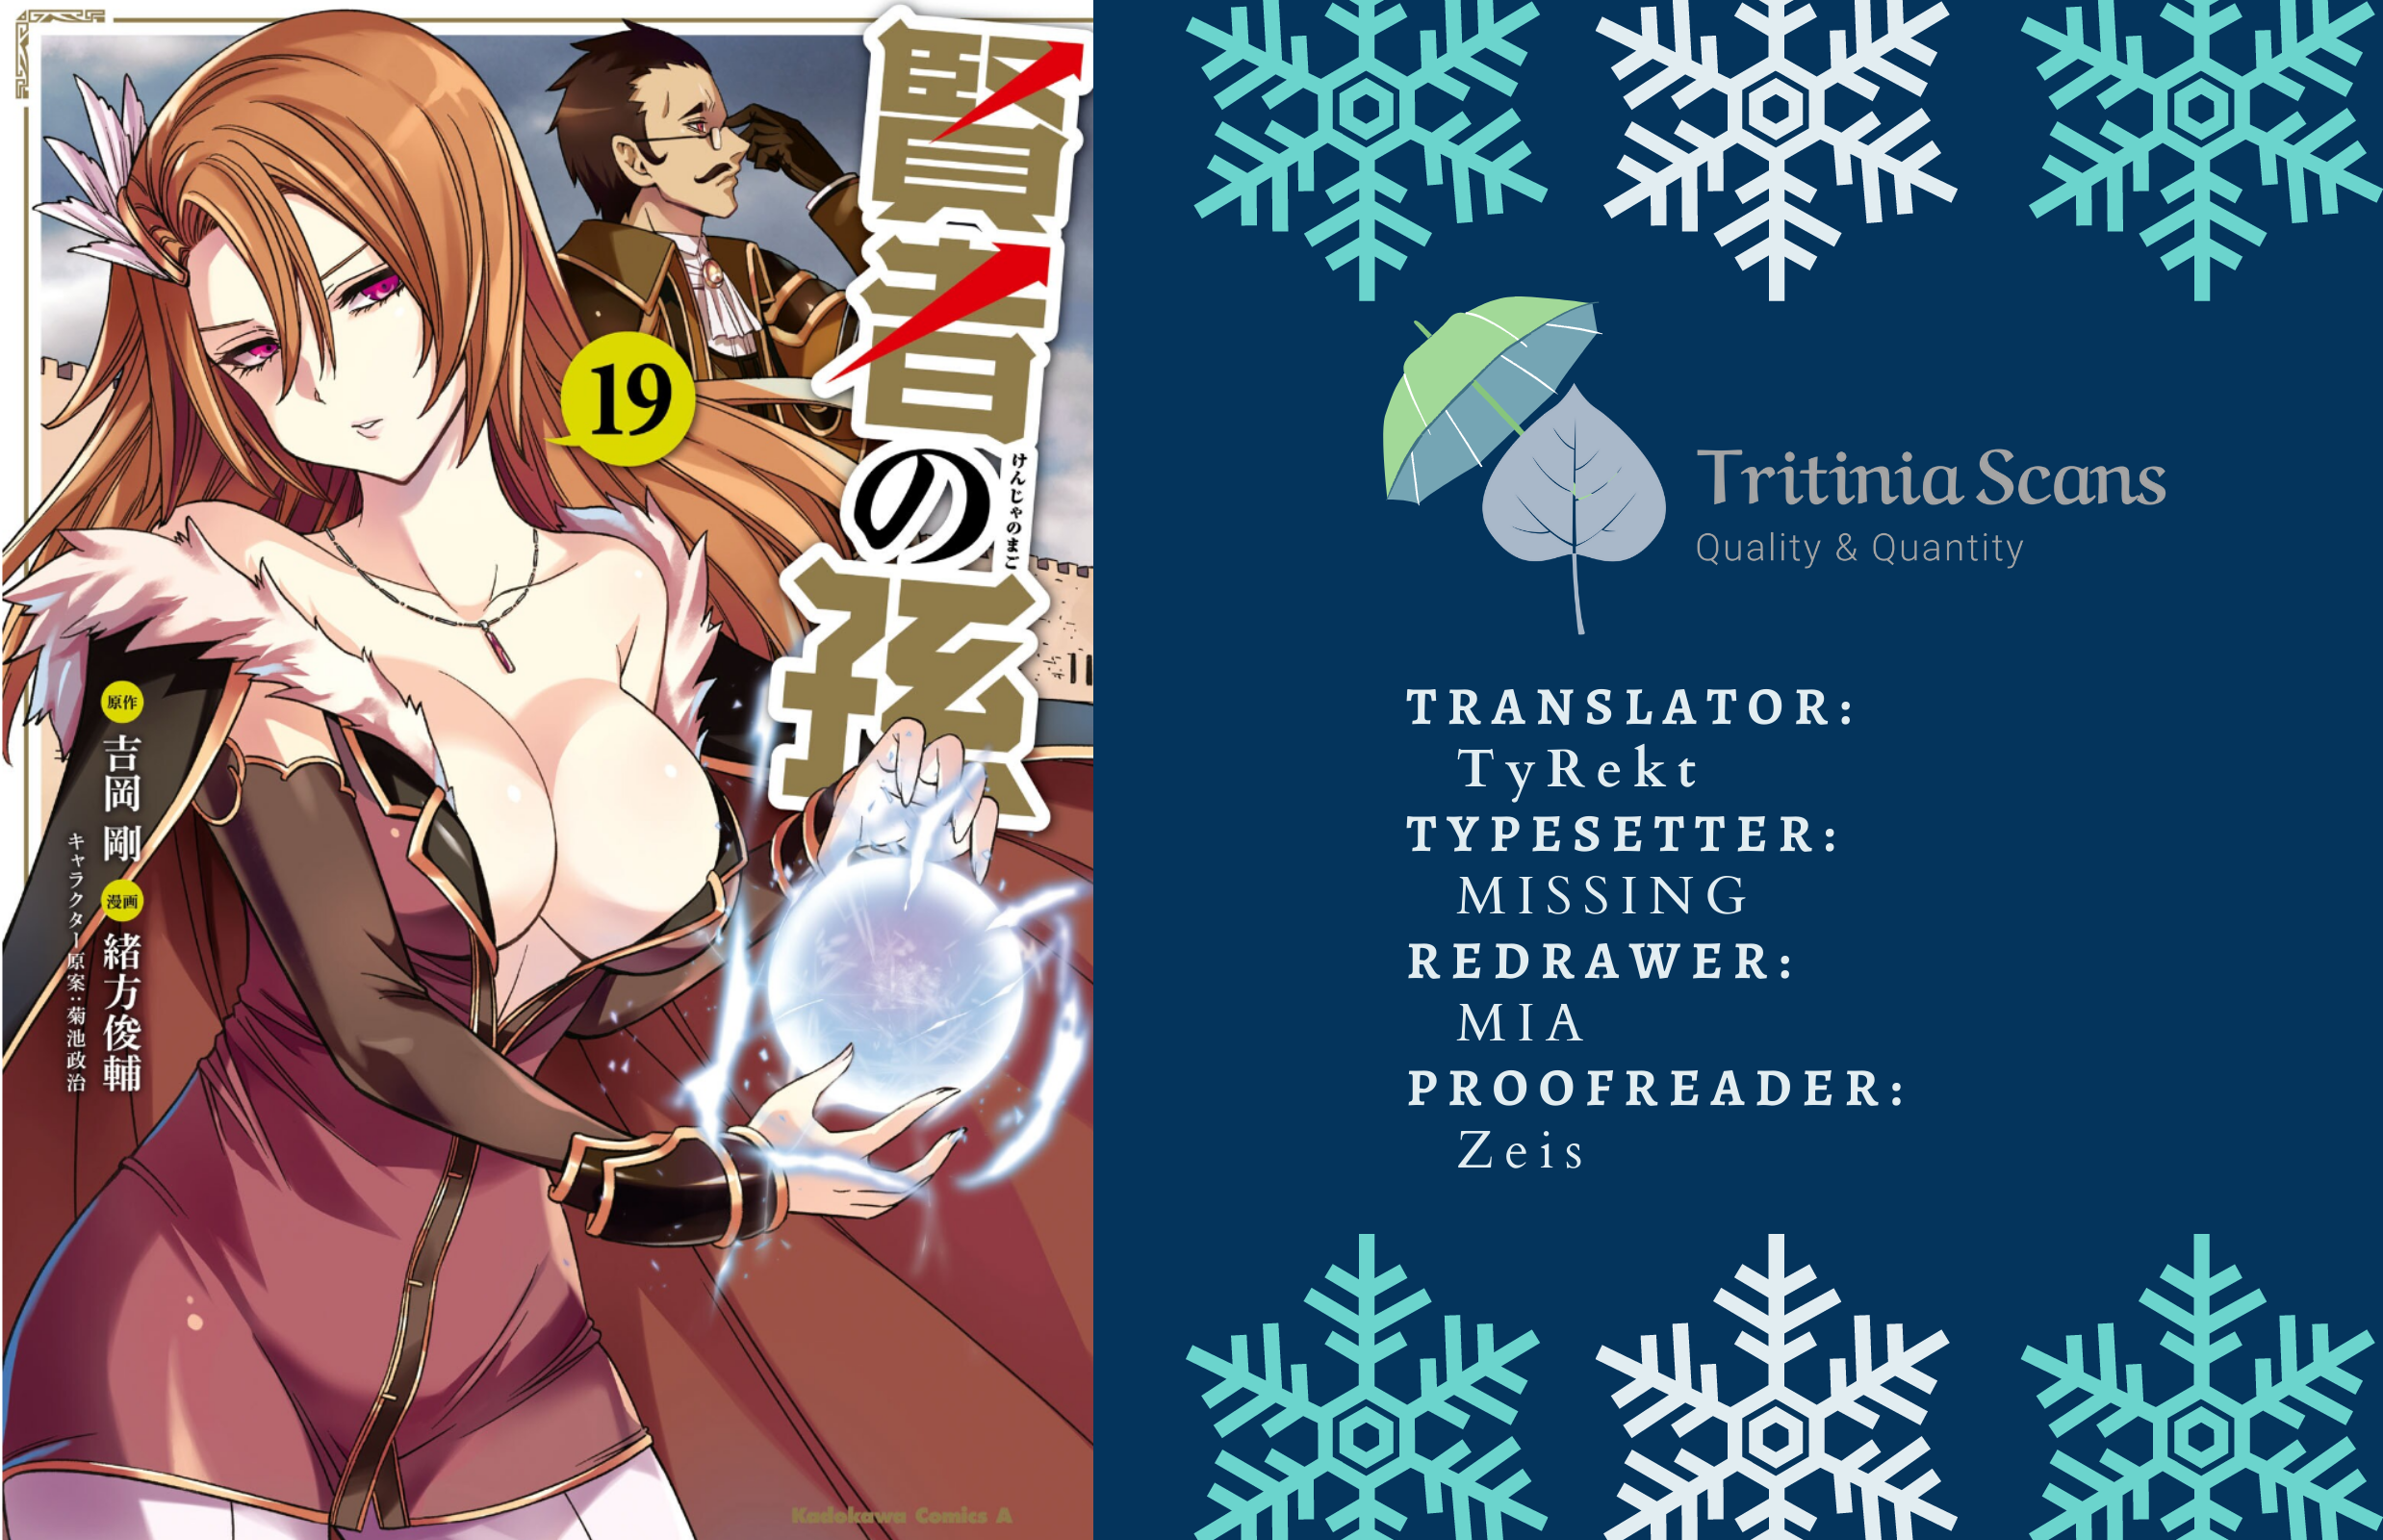 賢者の孫
けんじゃのまご
19
原作
吉岡 剛
漫画
緒方俊輔
キャラクター原案:菊池政治
Kadokawa Comics A
Tritinia Scans
Quality & Quantity
TRANSLATOR:
TyRekt
TYPESETTER:
MISSING
REDRAWER:
MIA
PROOFREADER:
Zeis